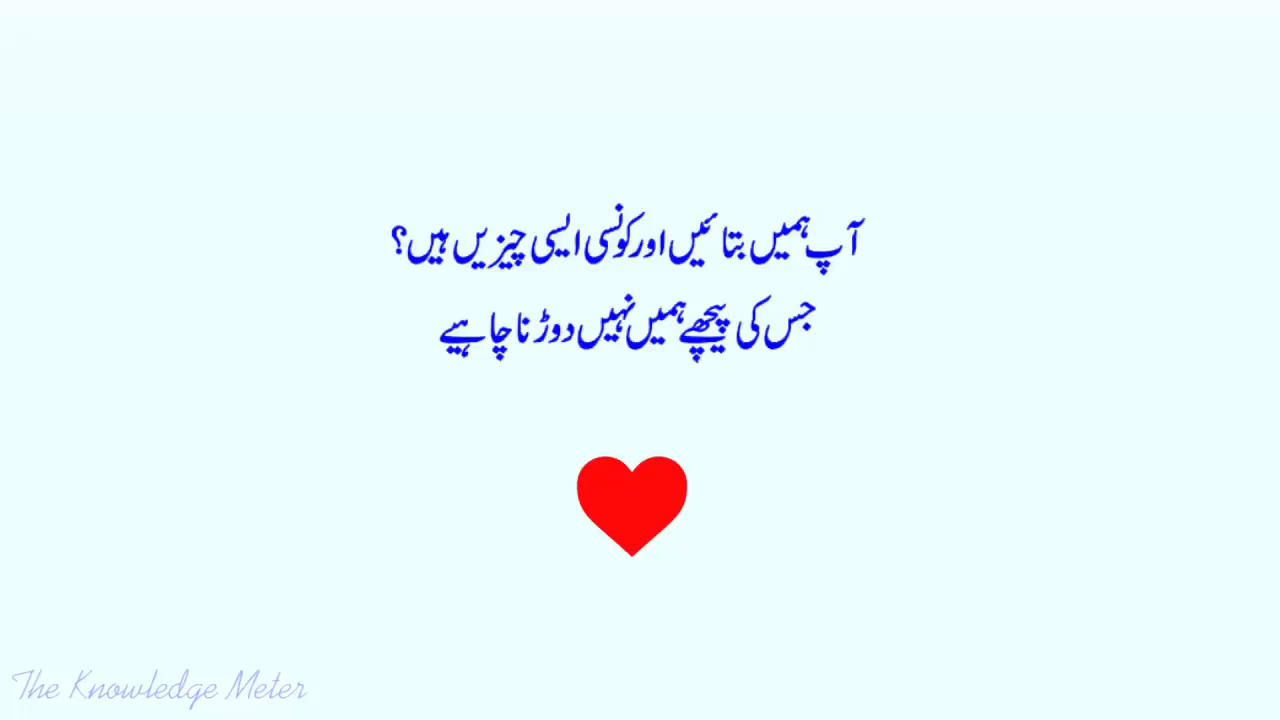 آپ ہمیں بتائیں اور کونسی ایسی چیزیں ہیں؟
جس کی پیچھے ہمیں نہیں دوڑنا چاہیے
The Knowledge Meter